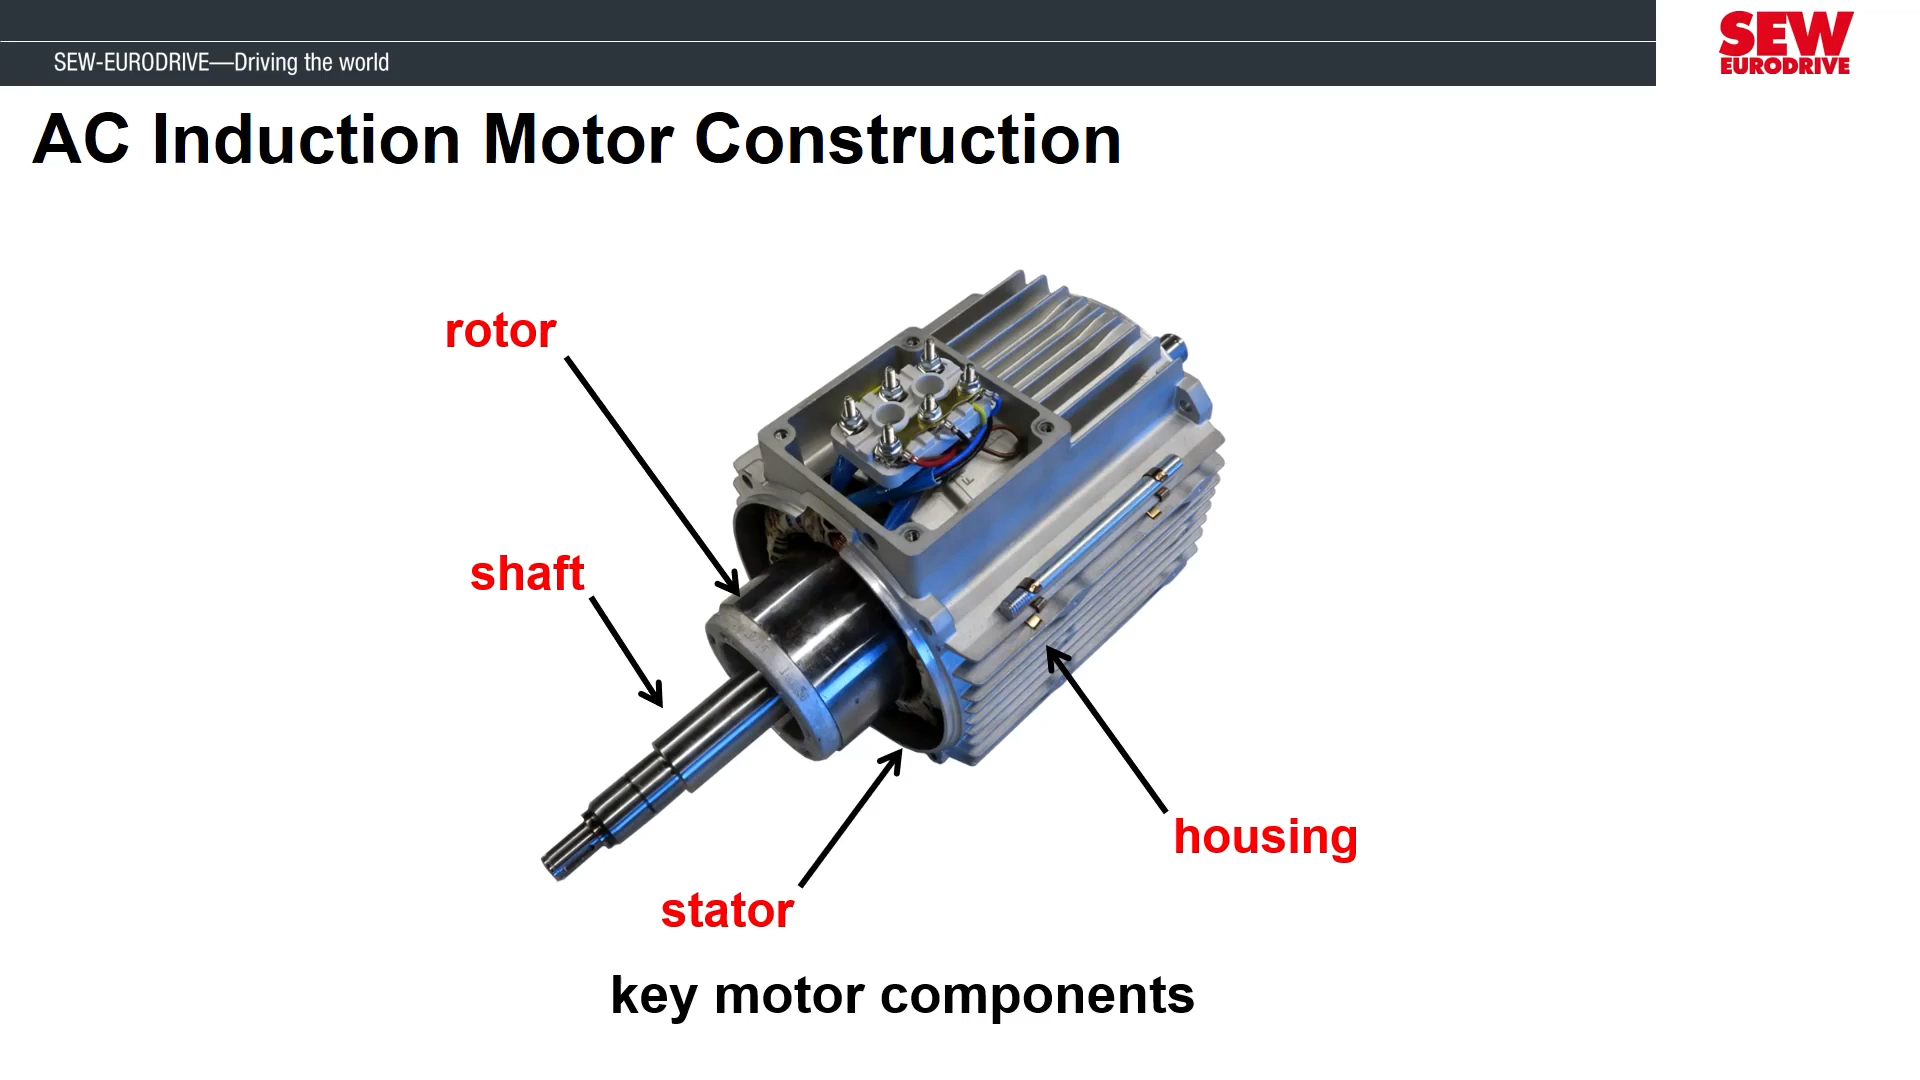 SEW-EURODRIVE—Driving the world
SEW
EURODRIVE
AC Induction Motor Construction
rotor
shaft
housing
stator
key motor components